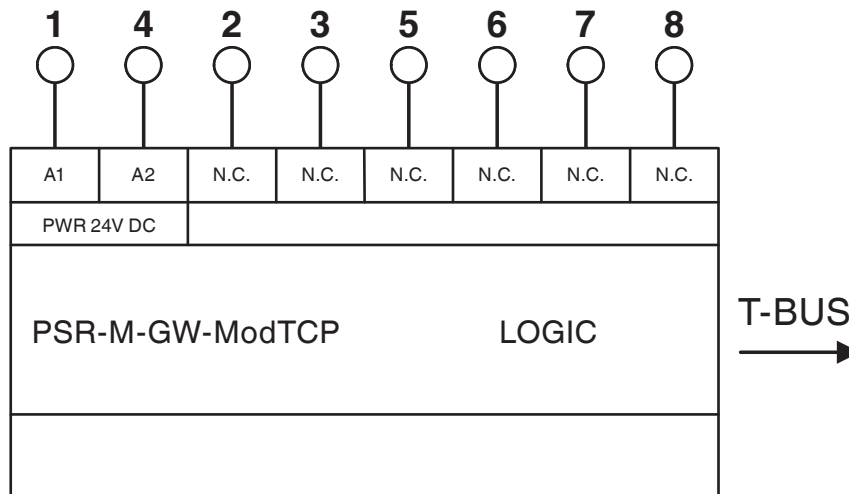 1 4 2 3 5 6 7 8
A1 A2 N.C. N.C. N.C. N.C. N.C. N.C.
PWR 24V DC
PSR-M-GW-ModTCP LOGIC
T-BUS